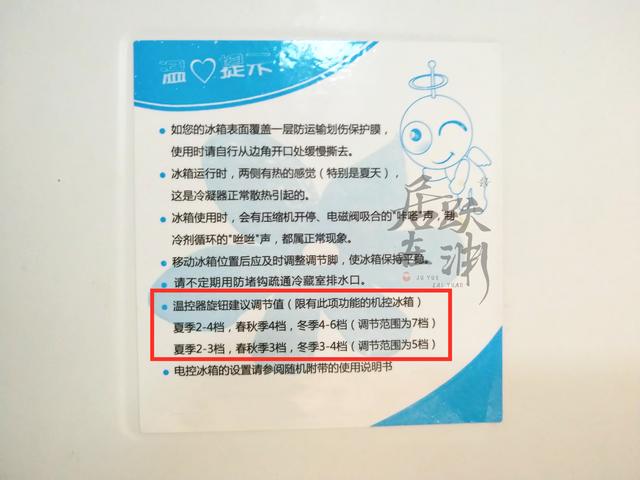 温♡提示
如您的冰箱表面覆盖一层防运输划伤保护膜，
使用时请自行从边角开口处缓慢撕去。
冰箱运行时，两侧有热的感觉（特别是夏天），
这是冷凝器正常散热引起的。
冰箱使用时，会有压缩机开停、电磁阀吸合的"咔嗒"声，制
冷剂循环的"咝咝"声，都属正常现象。
移动冰箱位置后应及时调整调节脚，使冰箱保持平稳。
请不定期用防堵钩疏通冷藏室排水口。
温控器旋钮建议调节值（限有此项功能的机控冰箱）
夏季2-4档，春秋季4档，冬季4-6档（调节范围为7档）
夏季2-3档，春秋季3档，冬季3-4档（调节范围为5档）
电控冰箱的设置请参阅随机附带的使用说明书
居跃在渊
JU YUE
ZAI YUAN